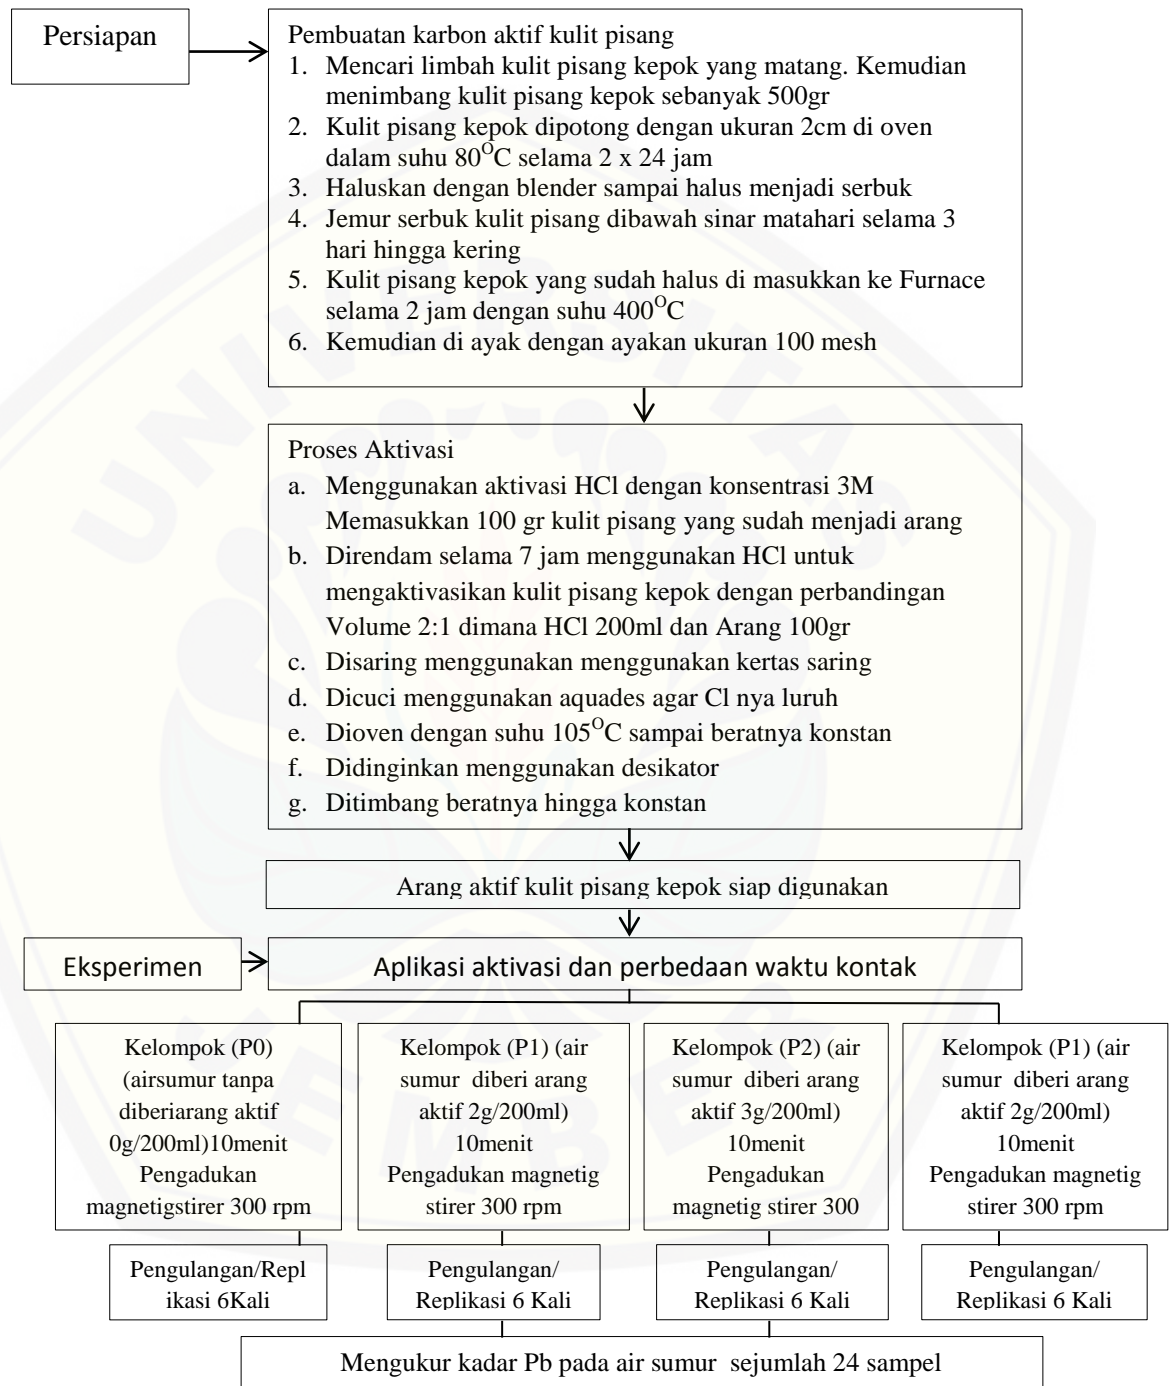 Persiapan
Pembuatan karbon aktif kulit pisang
1. Mencari limbah kulit pisang kepok yang matang. Kemudian
menimbang kulit pisang kepok sebanyak 500gr
2. Kulit pisang kepok dipotong dengan ukuran 2cm di oven
dalam suhu 80^OC selama 2 x 24 jam
3. Haluskan dengan blender sampai halus menjadi serbuk
4. Jemur serbuk kulit pisang dibawah sinar matahari selama 3
hari hingga kering
5. Kulit pisang kepok yang sudah halus di masukkan ke Furnace
selama 2 jam dengan suhu 400^OC
6. Kemudian di ayak dengan ayakan ukuran 100 mesh
Proses Aktivasi
a. Menggunakan aktivasi HCl dengan konsentrasi 3M
Memasukkan 100 gr kulit pisang yang sudah menjadi arang
b. Direndam selama 7 jam menggunakan HCl untuk
mengaktivasikan kulit pisang kepok dengan perbandingan
Volume 2:1 dimana HCl 200ml dan Arang 100gr
c. Disaring menggunakan menggunakan kertas saring
d. Dicuci menggunakan aquades agar Cl nya luruh
e. Dioven dengan suhu 105^OC sampai beratnya konstan
f. Didinginkan menggunakan desikator
g. Ditimbang beratnya hingga konstan
Arang aktif kulit pisang kepok siap digunakan
Eksperimen
Aplikasi aktivasi dan perbedaan waktu kontak
Kelompok (P0)
(airsumur tanpa
diberiarang aktif
0g/200ml)10menit
Pengadukan
magnetigstirer 300 rpm
Kelompok (P1) (air
sumur diberi arang
aktif 2g/200ml)
10menit
Pengadukan magnetig
stirer 300 rpm
Kelompok (P2) (air
sumur diberi arang
aktif 3g/200ml)
10menit
Pengadukan
magnetig stirer 300
Kelompok (P1) (air
sumur diberi arang
aktif 2g/200ml)
10menit
Pengadukan magnetig
stirer 300 rpm
Pengulangan/Repl
ikasi 6Kali
Pengulangan/
Replikasi 6 Kali
Pengulangan/
Replikasi 6 Kali
Pengulangan/
Replikasi 6 Kali
Mengukur kadar Pb pada air sumur sejumlah 24 sampel
UNIVERSITAS
JEMBER